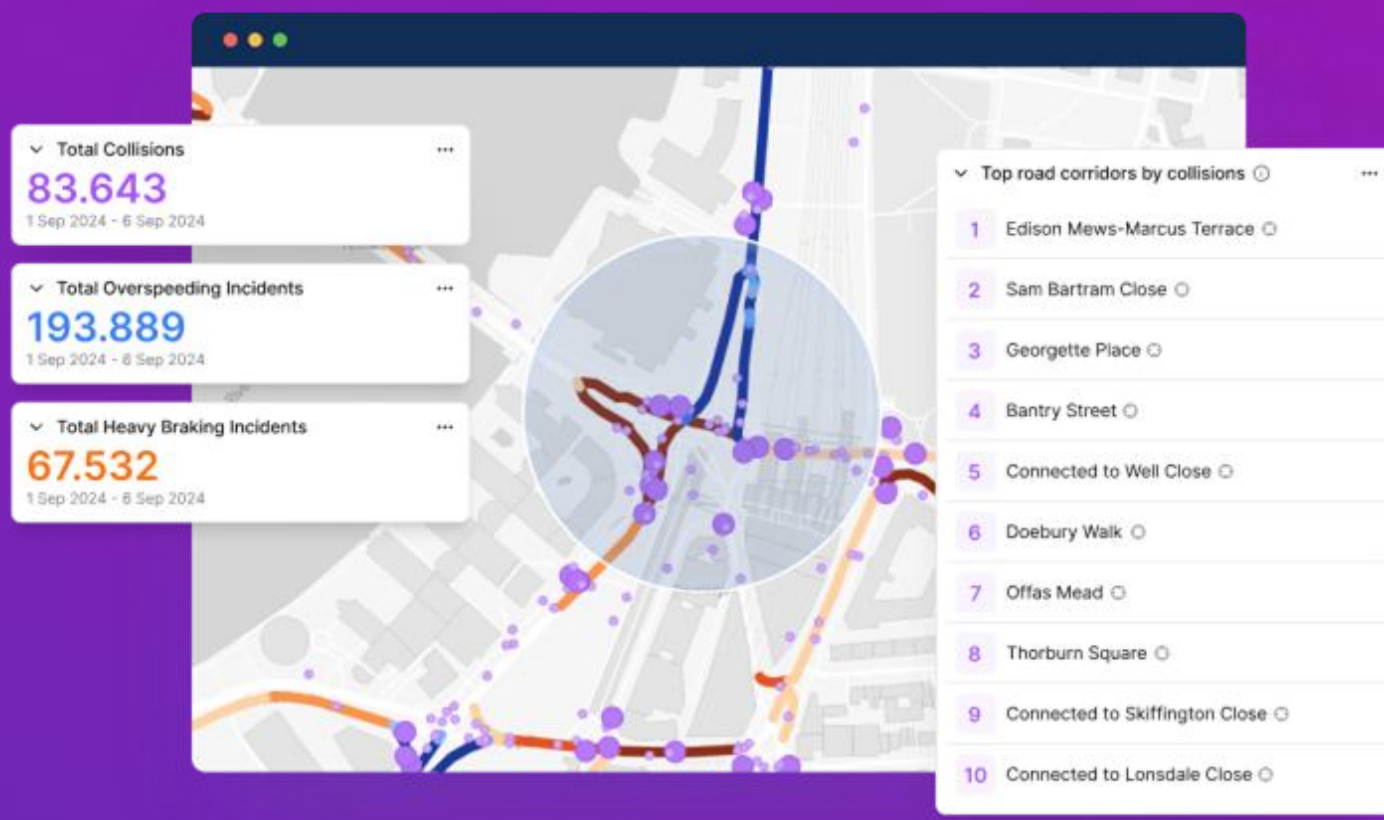 Total Collisions
83.643
1 Sep 2024 - 6 Sep 2024
Total Overspeeding Incidents
193.889
1 Sep 2024 - 6 Sep 2024
Total Heavy Braking Incidents
67.532
1 Sep 2024 - 6 Sep 2024
Top road corridors by collisions
1 Edison Mews-Marcus Terrace
2 Sam Bartram Close
3 Georgette Place
4 Bantry Street
5 Connected to Well Close
6 Doebury Walk
7 Offas Mead
8 Thorburn Square
9 Connected to Skiffington Close
10 Connected to Lonsdale Close